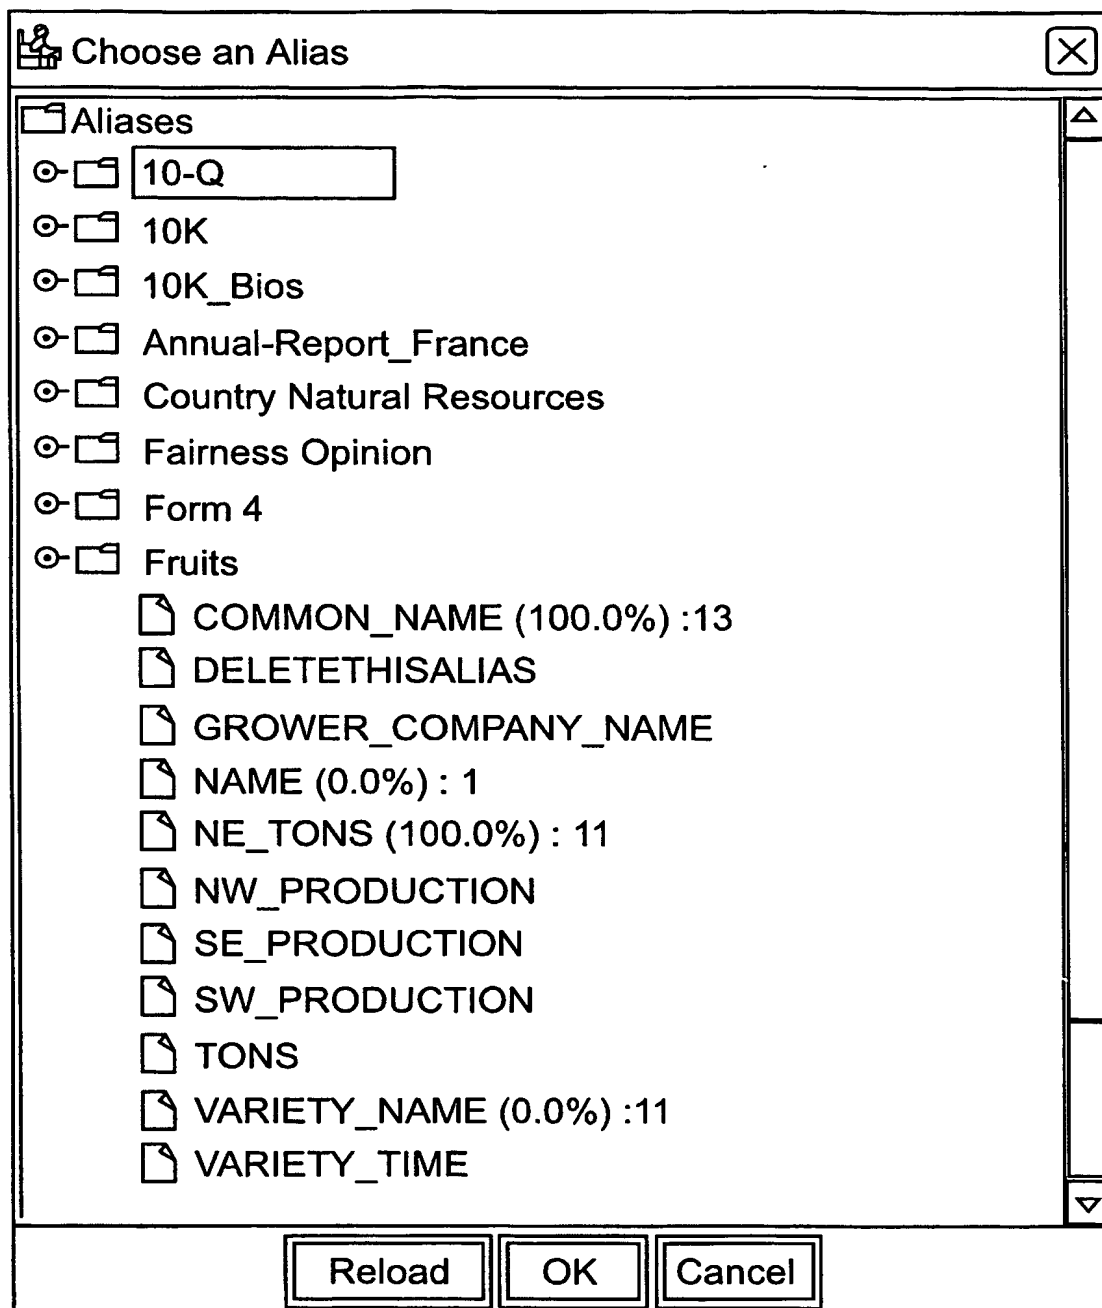 Choose an Alias
Aliases
10-Q
10K
10K_Bios
Annual-Report_France
Country Natural Resources
Fairness Opinion
Form 4
Fruits
COMMON_NAME (100.0%) :13
DELETETHISALIAS
GROWER_COMPANY_NAME
NAME (0.0%) : 1
NE_TONS (100.0%) : 11
NW_PRODUCTION
SE_PRODUCTION
SW_PRODUCTION
TONS
VARIETY_NAME (0.0%) :11
VARIETY_TIME
Reload OK Cancel